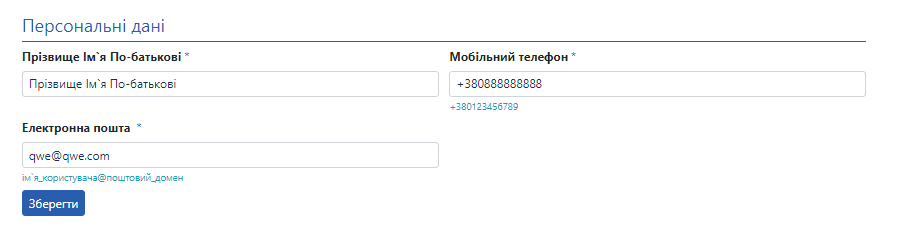 Персональні дані
Прізвище Ім`я По-батькові *
Мобільний телефон *
Прізвище Ім`я По-батькові
+380888888888
+380123456789
Електронна пошта *
qwe@qwe.com
ім`я_користувача@поштовий_домен
Зберегти